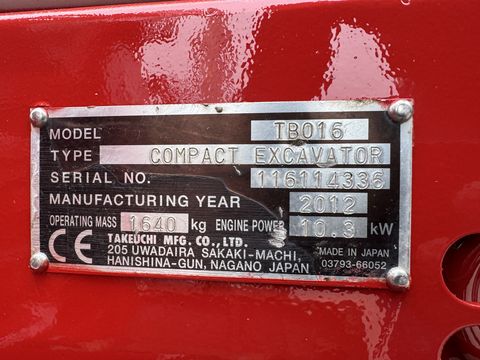 MODEL TB016
TYPE COMPACT EXCAVATOR
SERIAL NO. 116114336
MANUFACTURING YEAR 2012
OPERATING MASS 1640 kg ENGINE POWER 10.3 kW
CE TAKEUCHI MFG. CO., LTD.
205 UWADAIRA SAKAKI-MACHI, MADE IN JAPAN
HANISHINA-GUN, NAGANO JAPAN 03793-66052